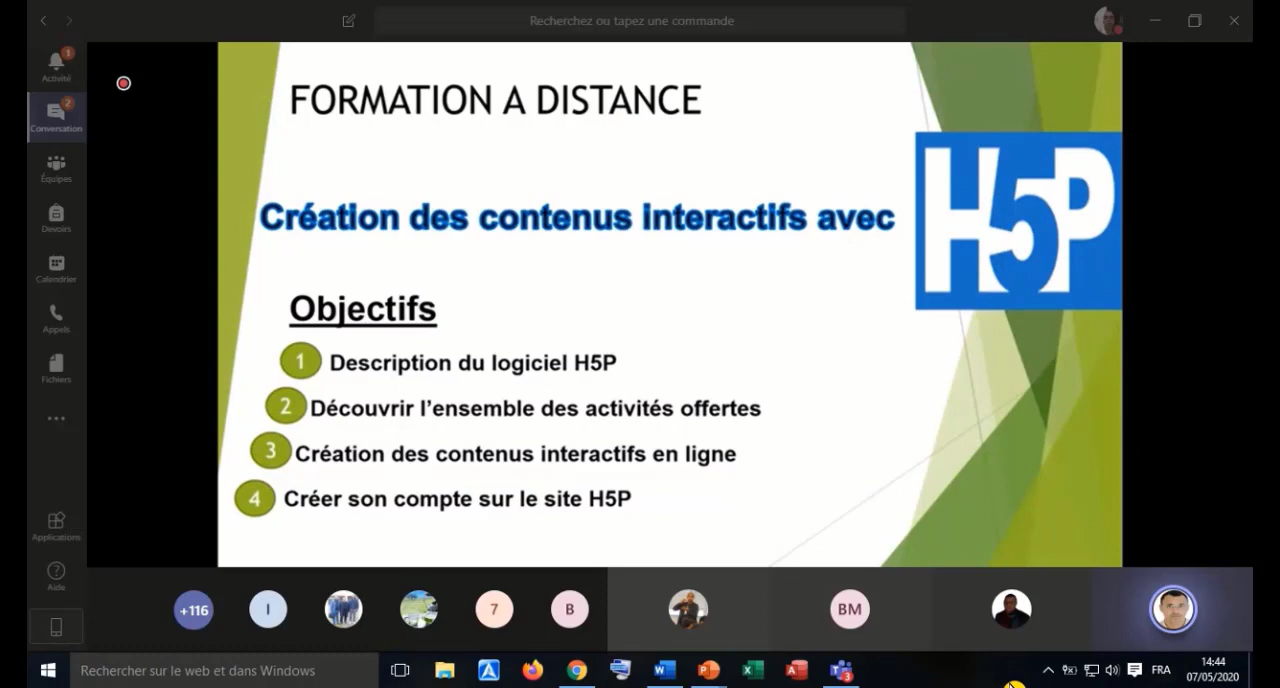 Recherchez ou tapez une commande
1
Activité
2
Conversation
Équipes
Devoirs
Calendrier
Appels
Fichiers
Applications
Aide
FORMATION A DISTANCE
Création des contenus interactifs avec
H5P
Objectifs
1 Description du logiciel H5P
2 Découvrir l'ensemble des activités offertes
3 Création des contenus interactifs en ligne
4 Créer son compte sur le site H5P
+116 I 7 B BM
Rechercher sur le web et dans Windows
3
FRA
14:44
07/05/2020